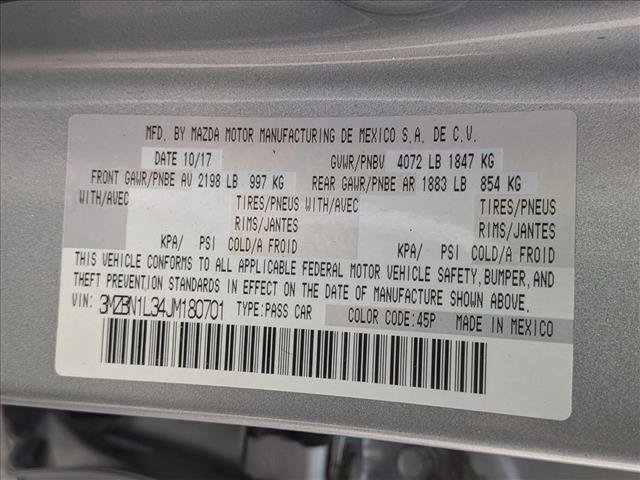 MFD. BY MAZDA MOTOR MANUFACTURING DE MEXICO S.A. DE C.V.
DATE 10/17 GVWR/PNBV 4072 LB 1847 KG
FRONT GAWR/PNBE AV 2198 LB 997 KG REAR GAWR/PNBE AR 1883 LB 854 KG
WITH/AVEC TIRES/PNEUS WITH/AVEC TIRES/PNEUS
RIMS/JANTES RIMS/JANTES
KPA/ PSI COLD/A FROID KPA/ PSI COLD/A FROID
THIS VEHICLE CONFORMS TO ALL APPLICABLE FEDERAL MOTOR VEHICLE SAFETY, BUMPER, AND
THEFT PREVENTION STANDARDS IN EFFECT ON THE DATE OF MANUFACTURE SHOWN ABOVE.
VIN: 3MZBN1L34JM180701 TYPE:PASS CAR COLOR CODE:45P MADE IN MEXICO